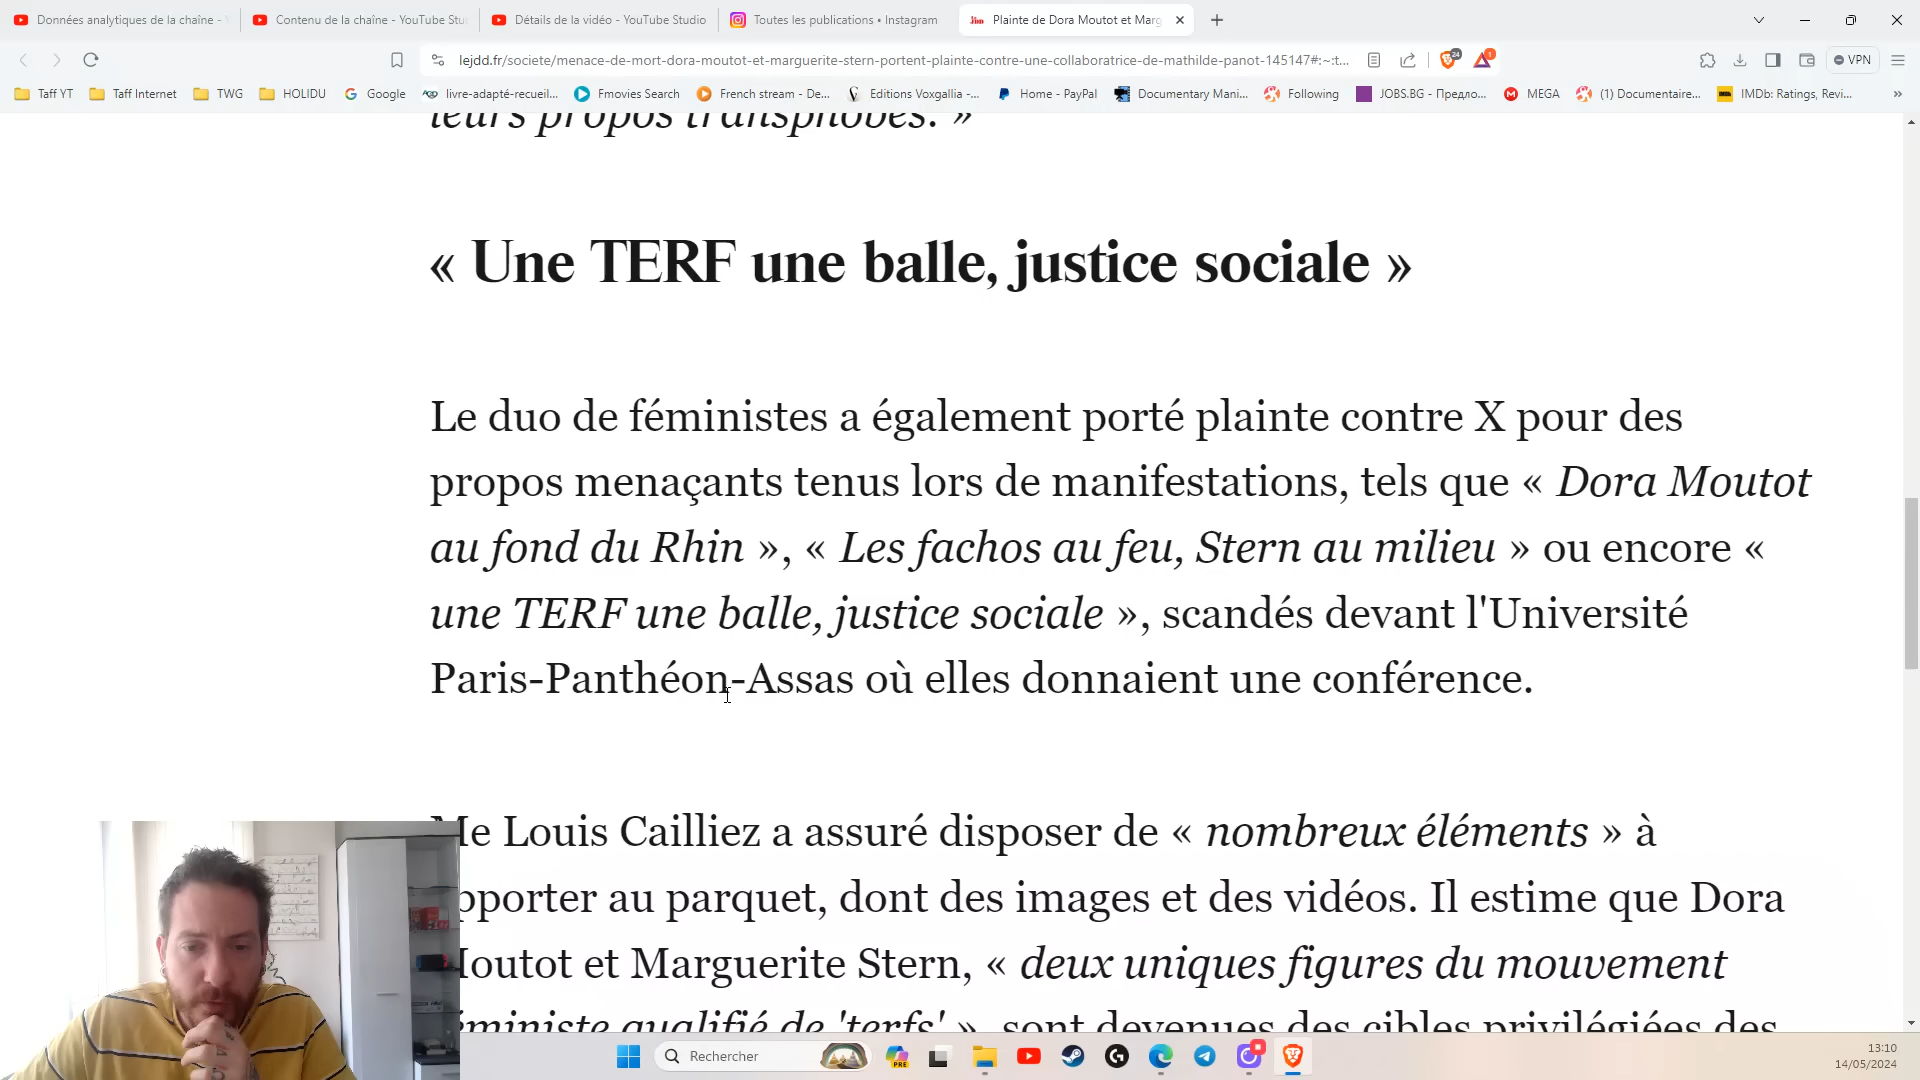 Données analytiques de la chaîne -
Contenu de la chaîne - YouTube Stu
Détails de la vidéo - YouTube Studio
Toutes les publications • Instagram
Plainte de Dora Moutot et Marg
lejdd.fr/societe/menace-de-mort-dora-moutot-et-marguerite-stern-portent-plainte-contre-une-collaboratrice-de-mathilde-panot-145147#:~:t...
24
1
VPN
Taff YT
Taff Internet
TWG
HOLIDU
Google
livre-adapté-recueil...
Fmovies Search
French stream - De...
Editions Voxgallia -...
Home - PayPal
Documentary Mani...
Following
JOBS.BG - Предло...
MEGA
(1) Documentaire...
IMDb: Ratings, Revi...
leurs propos transphobes. »
« Une TERF une balle, justice sociale »
Le duo de féministes a également porté plainte contre X pour des
propos menaçants tenus lors de manifestations, tels que « Dora Moutot
au fond du Rhin », « Les fachos au feu, Stern au milieu » ou encore «
une TERF une balle, justice sociale », scandés devant l'Université
Paris-Panthéon-Assas où elles donnaient une conférence.
Me Louis Cailliez a assuré disposer de « nombreux éléments » à
pporter au parquet, dont des images et des vidéos. Il estime que Dora
Moutot et Marguerite Stern, « deux uniques figures du mouvement
féministe qualifié de 'terfs' », sont devenues des cibles privilégiées des
Rechercher
PRE
13:10
14/05/2024